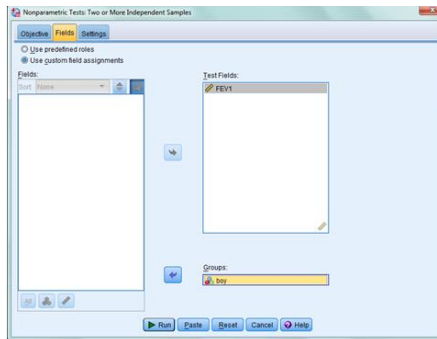 Nonparametric Tests: Two or More Independent Samples
Objective Fields Settings
Use predefined roles
Use custom field assignments
Fields:
Sort: None
Test Fields:
FEV1
Groups:
boy
All
Run Paste Reset Cancel Help